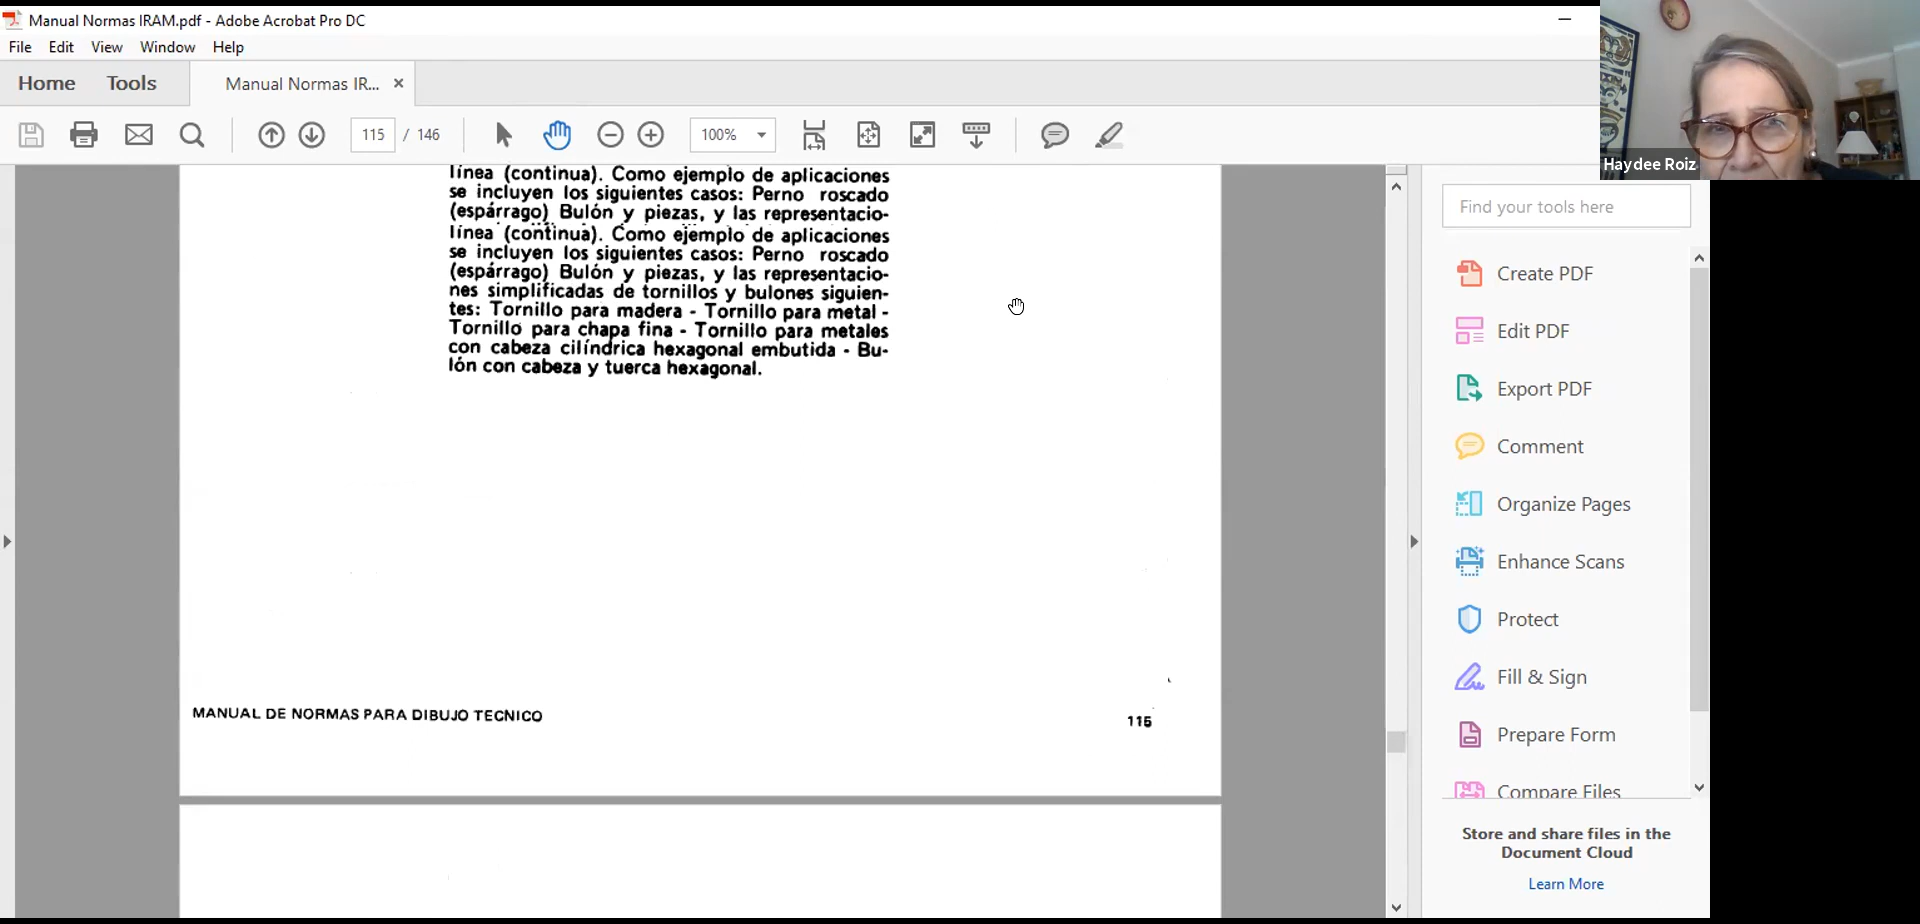 Manual Normas IRAM.pdf - Adobe Acrobat Pro DC
File Edit View Window Help
Home Tools Manual Normas IR... ×
115 / 146 100%
Haydee Roiz
línea (continua). Como ejemplo de aplicaciones
se incluyen los siguientes casos: Perno roscado
(espárrago) Bulón y piezas, y las representacio-
línea (continua). Como ejemplo de aplicaciones
se incluyen los siguientes casos: Perno roscado
(espárrago) Bulón y piezas, y las representacio-
nes simplificadas de tornillos y bulones siguien-
tes: Tornillo para madera - Tornillo para metal -
Tornillo para chapa fina - Tornillo para metales
con cabeza cilíndrica hexagonal embutida - Bu-
lón con cabeza y tuerca hexagonal.
MANUAL DE NORMAS PARA DIBUJO TECNICO 115
Find your tools here
Create PDF
Edit PDF
Export PDF
Comment
Organize Pages
Enhance Scans
Protect
Fill & Sign
Prepare Form
Compare Files
Store and share files in the
Document Cloud
Learn More